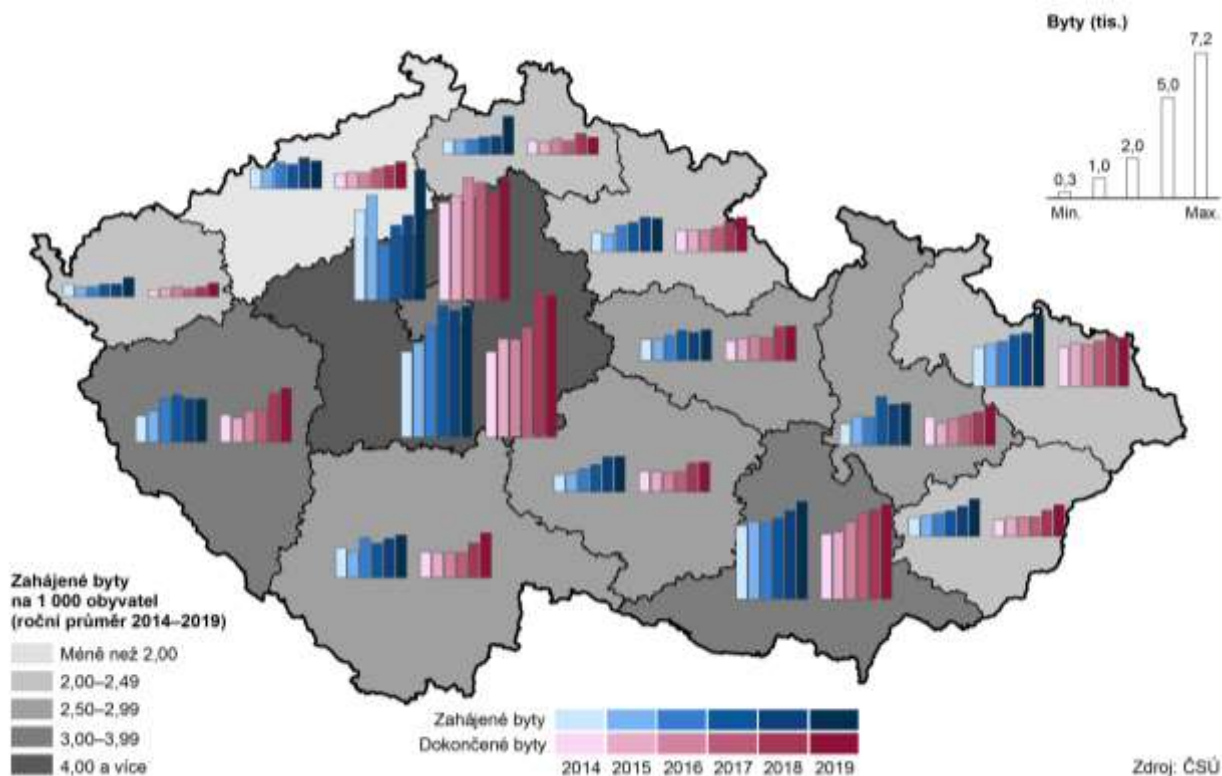 Byty (tis.)
7,2
5,0
2,0
1,0
0,3
Min.
Max.
Zahájené byty
na 1 000 obyvatel
(roční průměr 2014–2019)
Méně než 2,00
2,00–2,49
2,50–2,99
3,00–3,99
4,00 a více
Zahájené byty
Dokončené byty
2014 2015 2016 2017 2018 2019
Zdroj: ČSÚ